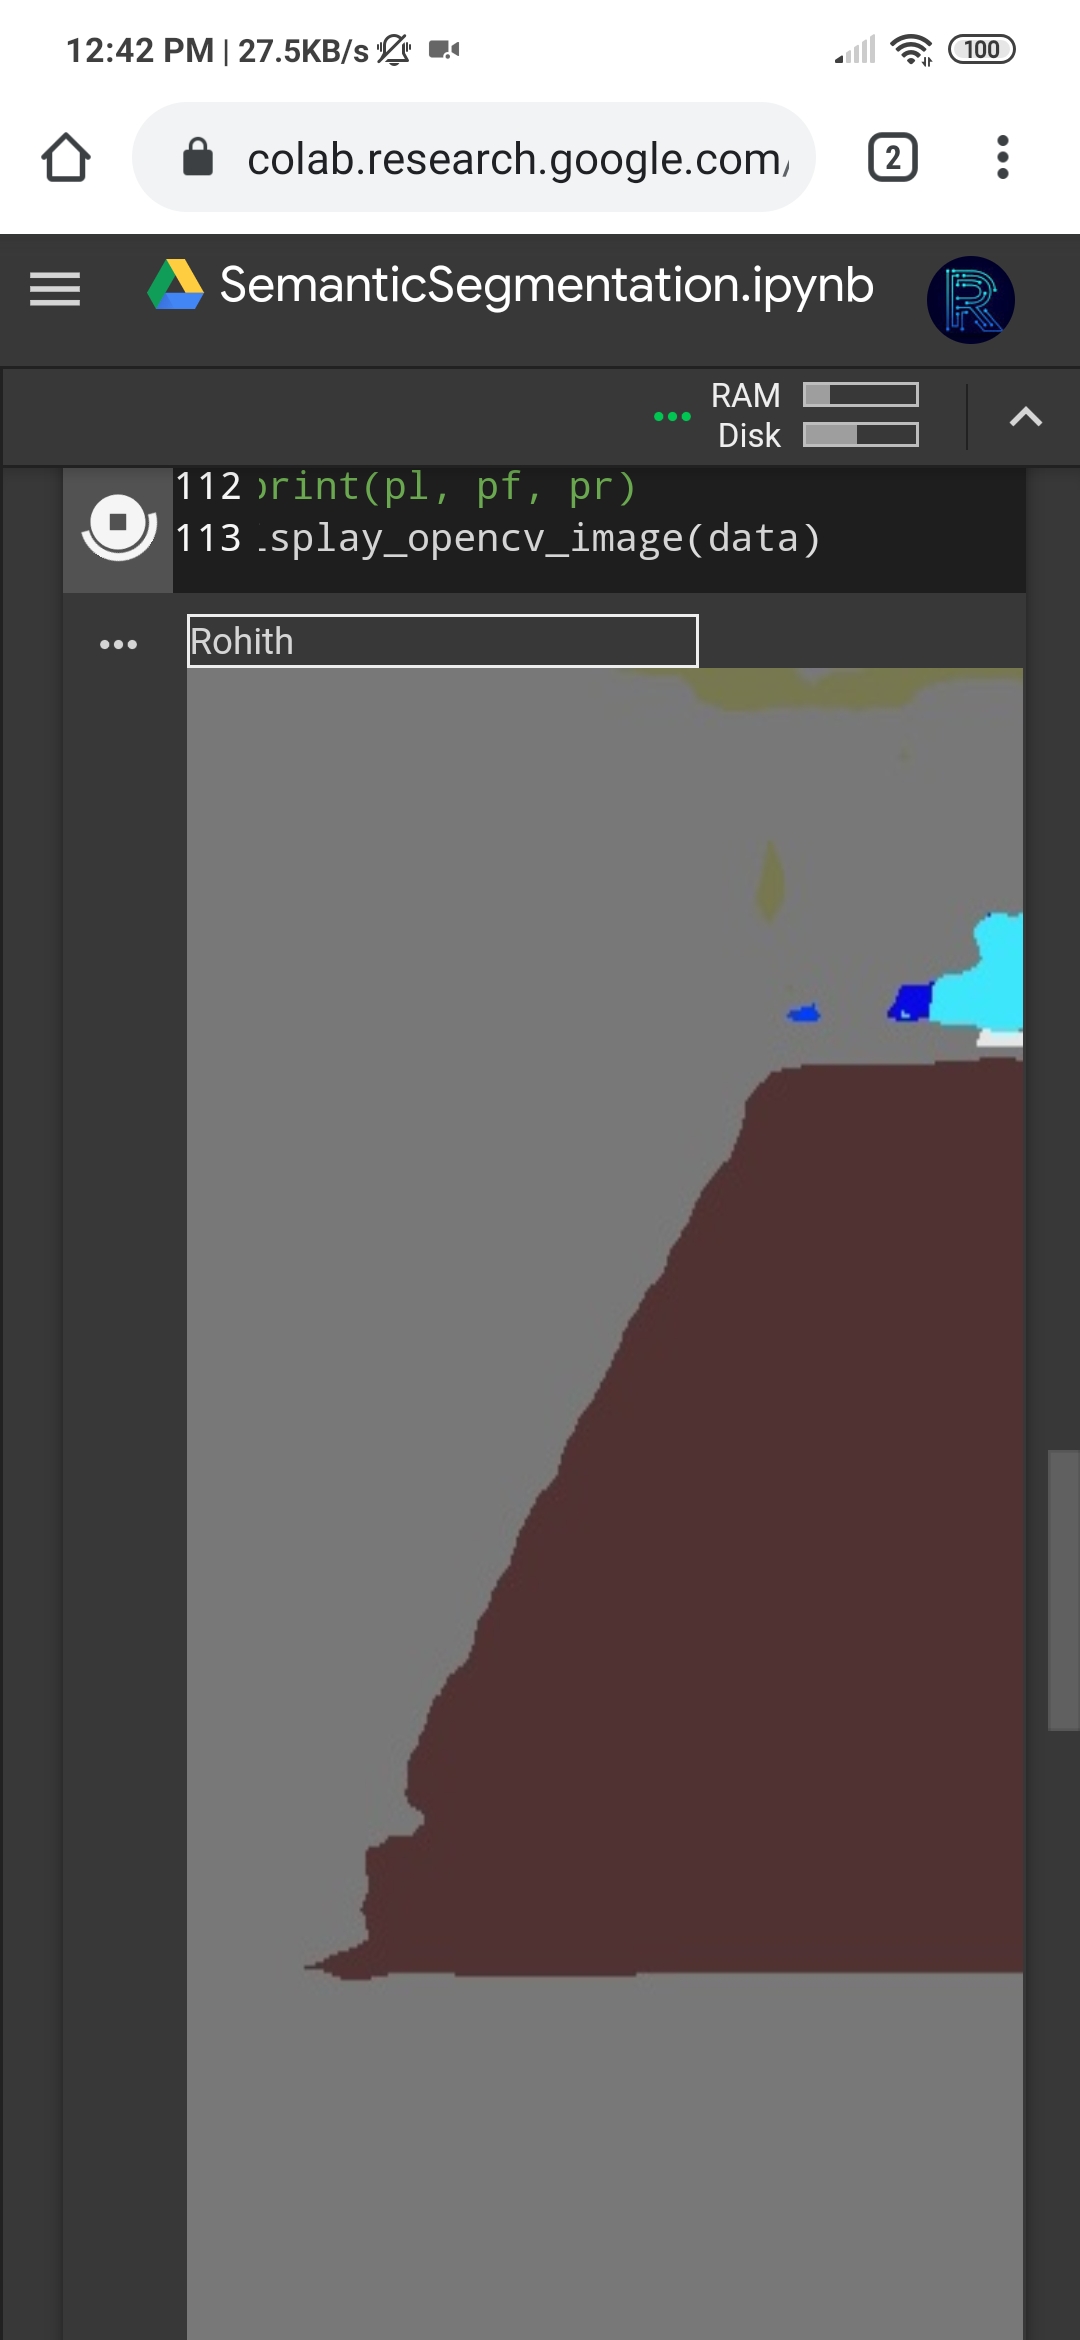 12:42 PM | 27.5KB/s 100
colab.research.google.com/ 2
SemanticSegmentation.ipynb
RAM
Disk
112 print(pl, pf, pr)
113 isplay_opencv_image(data)
Rohith